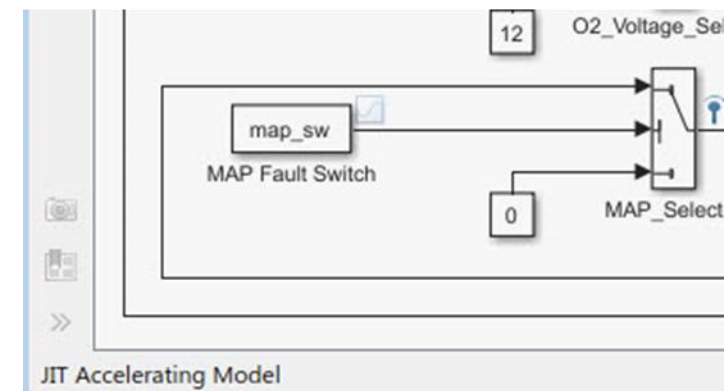 12
O2_Voltage_Sel
map_sw
MAP Fault Switch
0
MAP_Select
JIT Accelerating Model